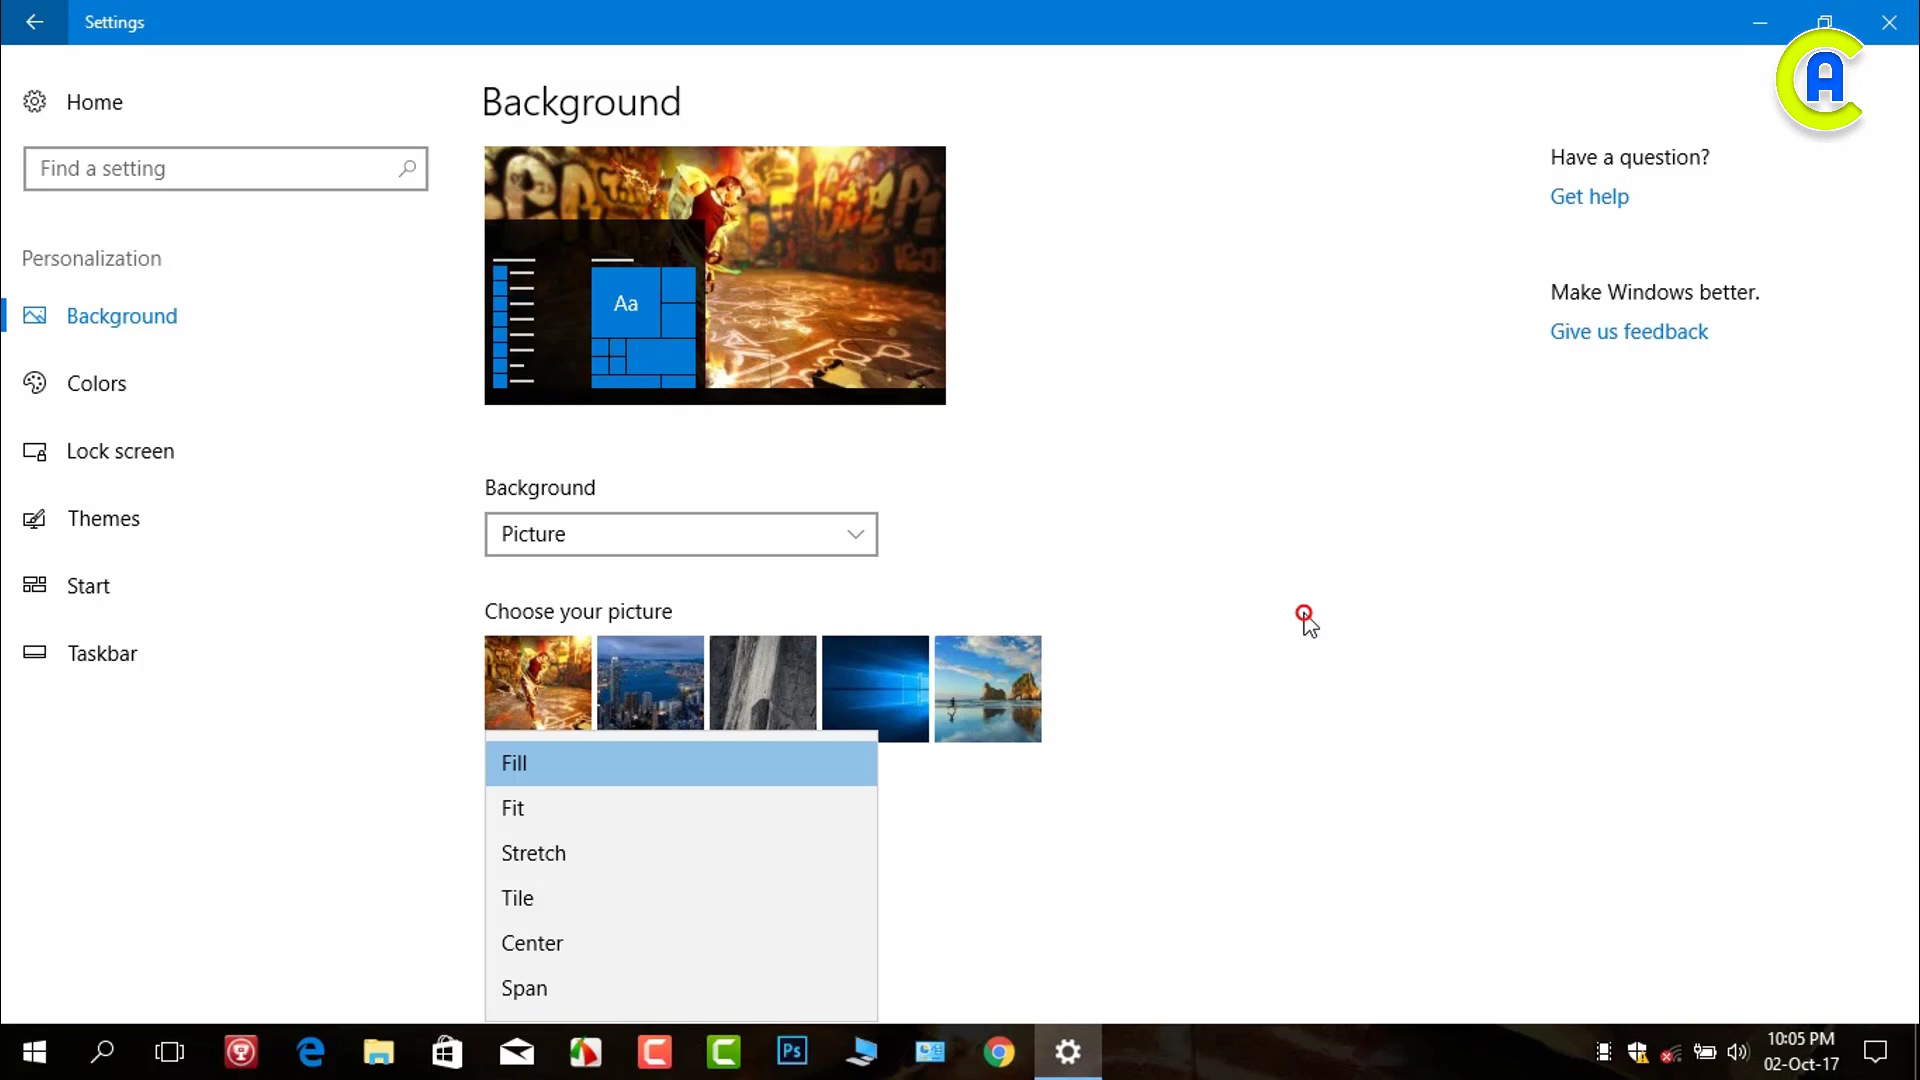 Settings
Home
Find a setting
Personalization
Background
Colors
Lock screen
Themes
Start
Taskbar
Background
Aa
Background
Picture
Choose your picture
Fill
Fit
Stretch
Tile
Center
Span
Have a question?
Get help
Make Windows better.
Give us feedback
CA
Ps
10:05 PM
02-Oct-17